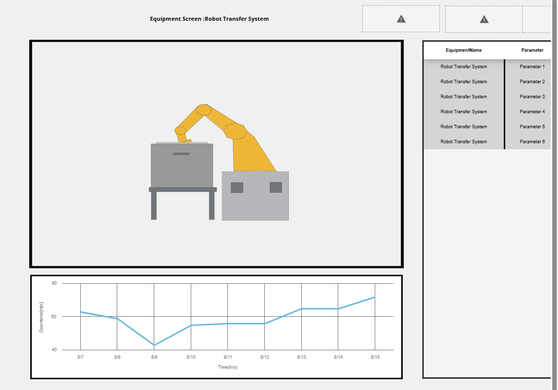 Equipment Screen :Robot Transfer System
EquipmentName Parameter
Robot Transfer System Parameter 1
Robot Transfer System Parameter 2
Robot Transfer System Parameter 3
Robot Transfer System Parameter 4
Robot Transfer System Parameter 5
Robot Transfer System Parameter 6
80
60
40
Downtime(min)
8/7 8/8 8/9 8/10 8/11 8/12 8/13 8/14 8/15
Time(hrs)